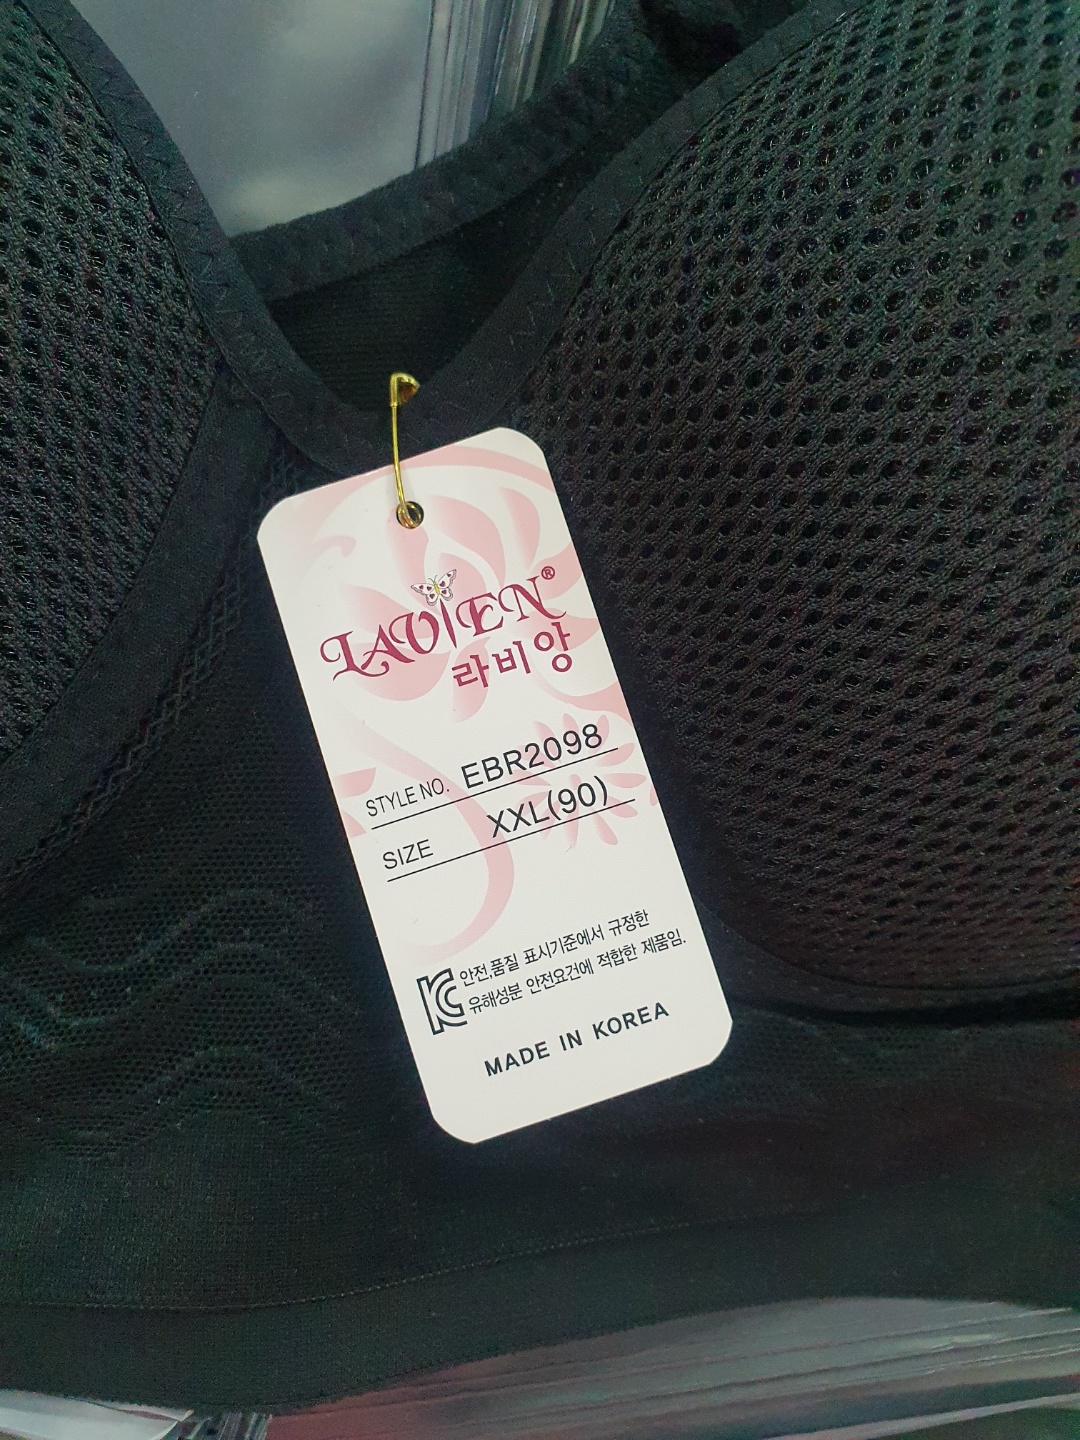 LAVIEN®
라비앙
STYLE NO. EBR2098
SIZE XXL(90)
안전,품질 표시기준에서 규정한
유해성분 안전요건에 적합한 제품임.
MADE IN KOREA